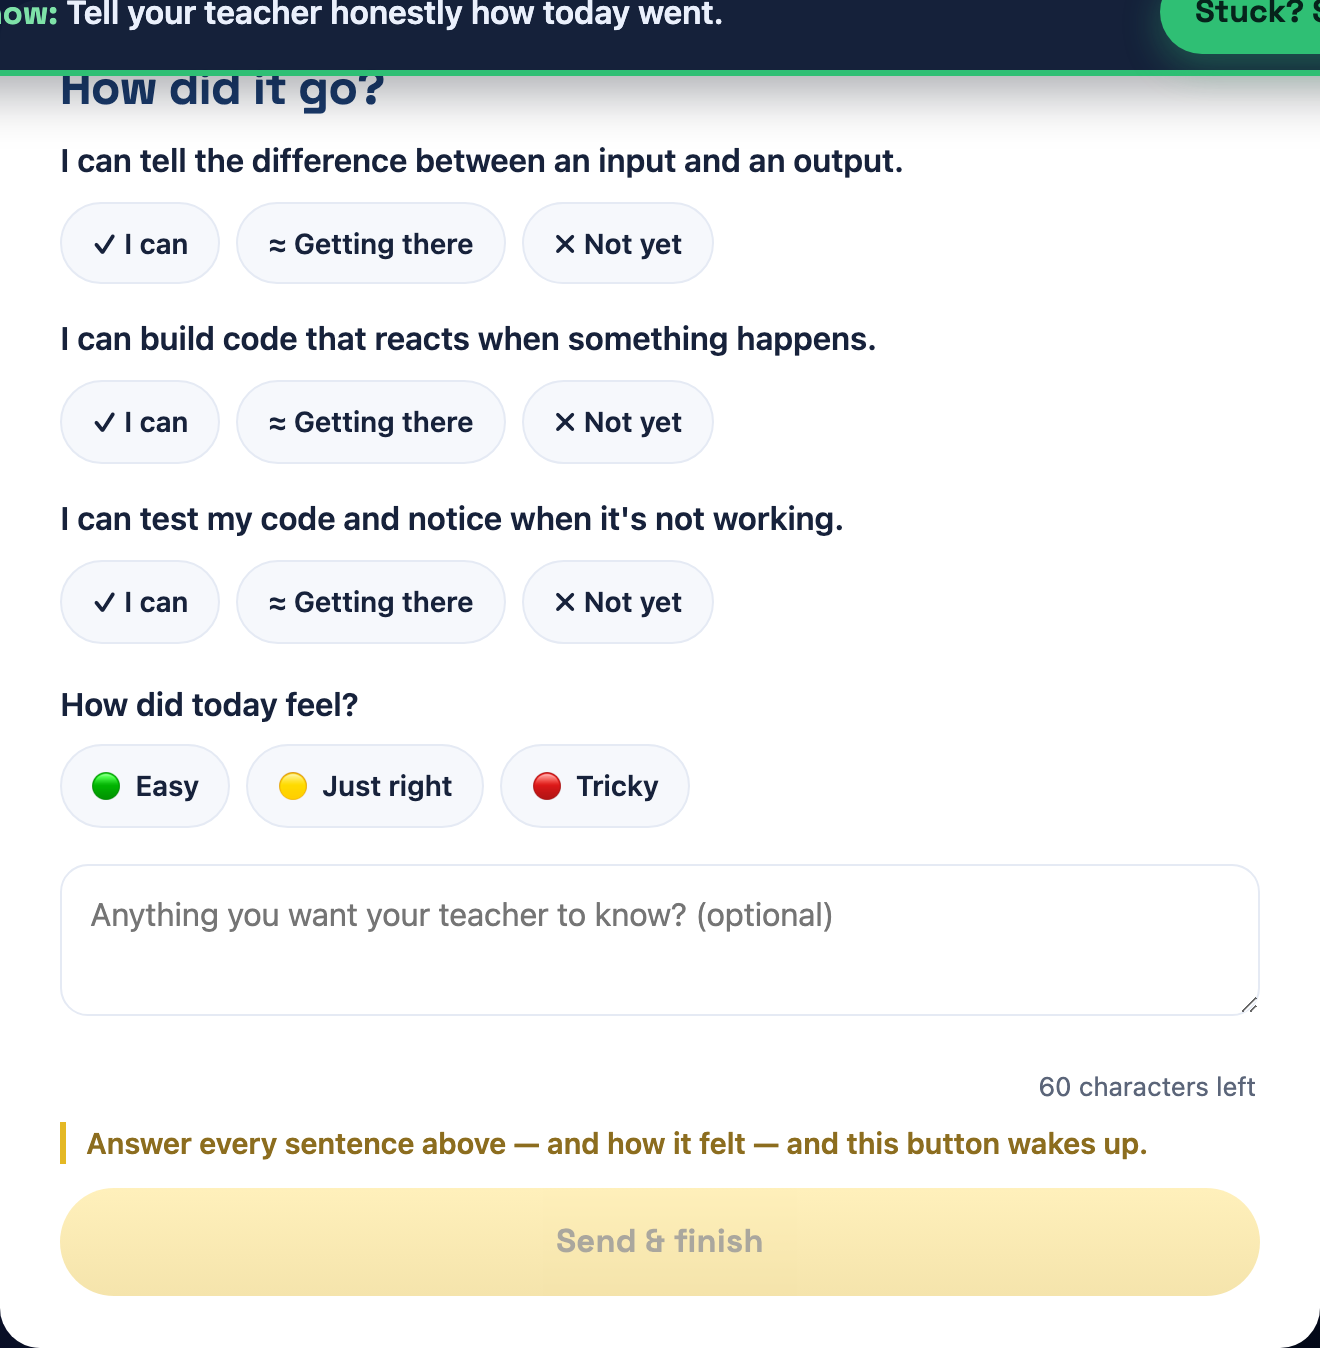 now: Tell your teacher honestly how today went.
Stuck? S
How did it go?
I can tell the difference between an input and an output.
✓ I can ≈ Getting there ✕ Not yet
I can build code that reacts when something happens.
✓ I can ≈ Getting there ✕ Not yet
I can test my code and notice when it's not working.
✓ I can ≈ Getting there ✕ Not yet
How did today feel?
Easy Just right Tricky
Anything you want your teacher to know? (optional)
60 characters left
Answer every sentence above — and how it felt — and this button wakes up.
Send & finish